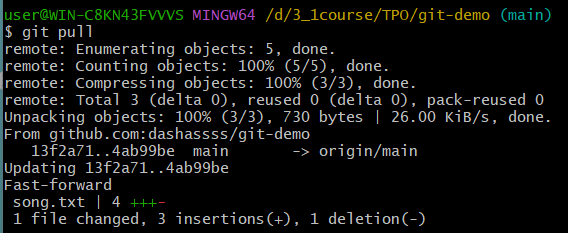 user@WIN-C8KN43FVVVS MINGW64 /d/3_1course/TPO/git-demo (main)
$ git pull
remote: Enumerating objects: 5, done.
remote: Counting objects: 100% (5/5), done.
remote: Compressing objects: 100% (3/3), done.
remote: Total 3 (delta 0), reused 0 (delta 0), pack-reused 0
Unpacking objects: 100% (3/3), 730 bytes | 26.00 KiB/s, done.
From github.com:dashassss/git-demo
   13f2a71..4ab99be  main       -> origin/main
Updating 13f2a71..4ab99be
Fast-forward
 song.txt | 4 +++-
 1 file changed, 3 insertions(+), 1 deletion(-)